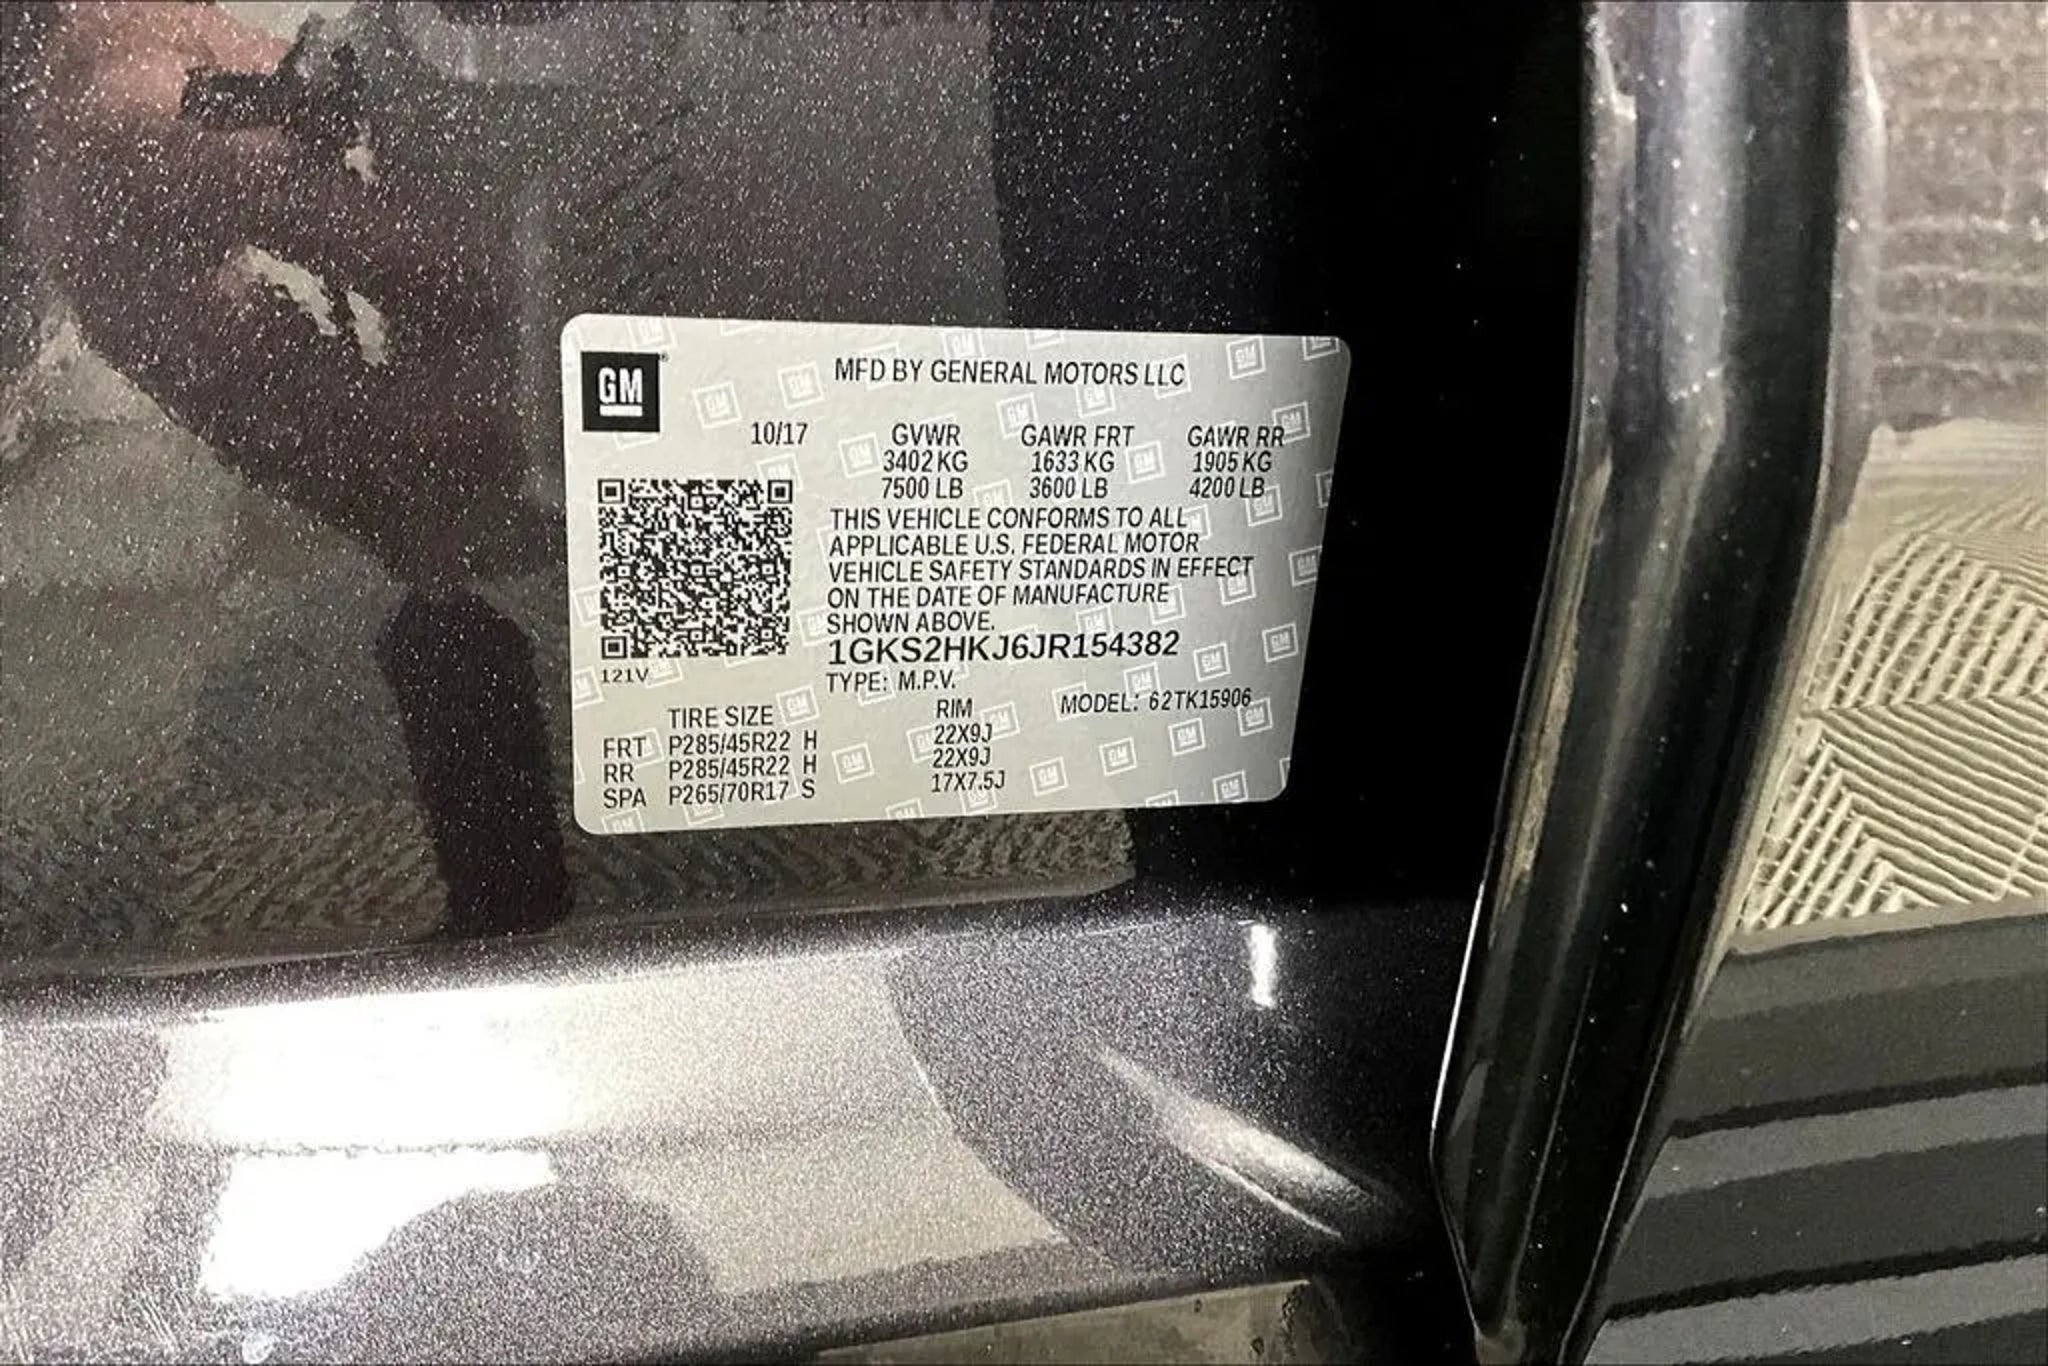 GM
MFD BY GENERAL MOTORS LLC
10/17 GVWR GAWR FRT GAWR RR
3402 KG 1633 KG 1905 KG
7500 LB 3600 LB 4200 LB
THIS VEHICLE CONFORMS TO ALL
APPLICABLE U.S. FEDERAL MOTOR
VEHICLE SAFETY STANDARDS IN EFFECT
ON THE DATE OF MANUFACTURE
SHOWN ABOVE.
1GKS2HKJ6JR154382
121V
TYPE: M.P.V. MODEL: 62TK15906
TIRE SIZE RIM
FRT P285/45R22 H 22X9J
RR P285/45R22 H 22X9J
SPA P265/70R17 S 17X7.5J